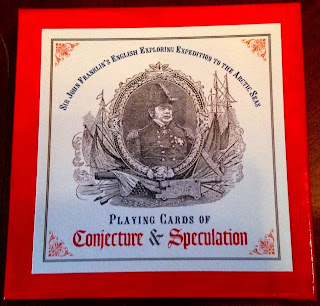 Sir John Franklin's English Exploring Expedition to the Arctic Seas
Playing Cards of
Conjecture & Speculation